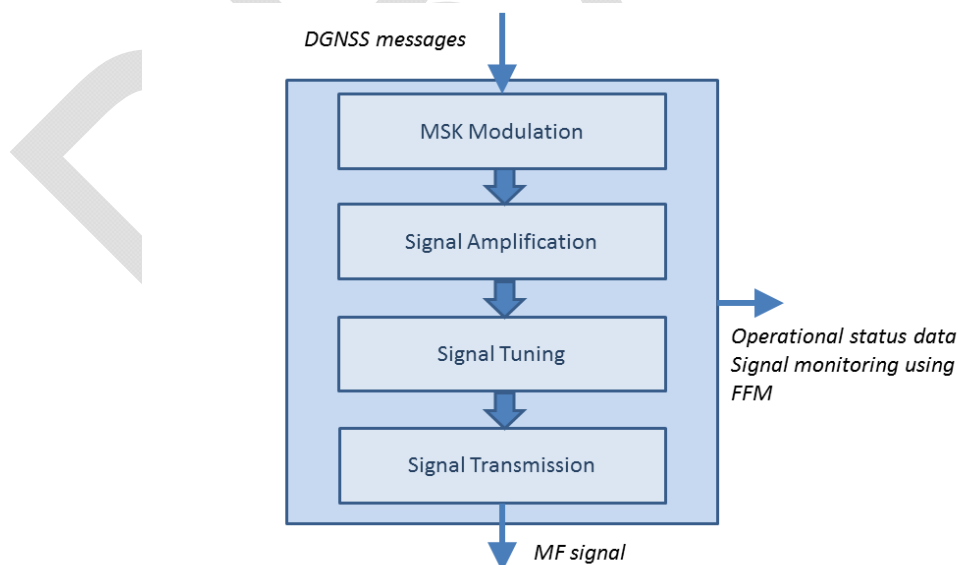 DGNSS messages
MSK Modulation
Signal Amplification
Signal Tuning
Operational status data
Signal monitoring using
FFM
Signal Transmission
MF signal